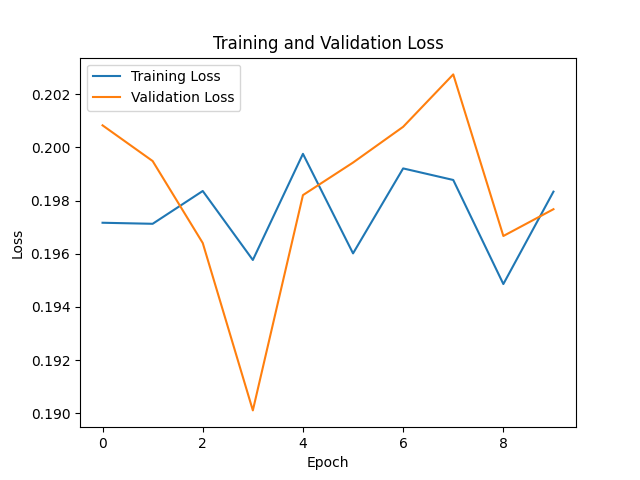 Training and Validation Loss
Training Loss
Validation Loss
0.202
0.200
0.198
0.196
0.194
0.192
0.190
Loss
0
2
4
6
8
Epoch